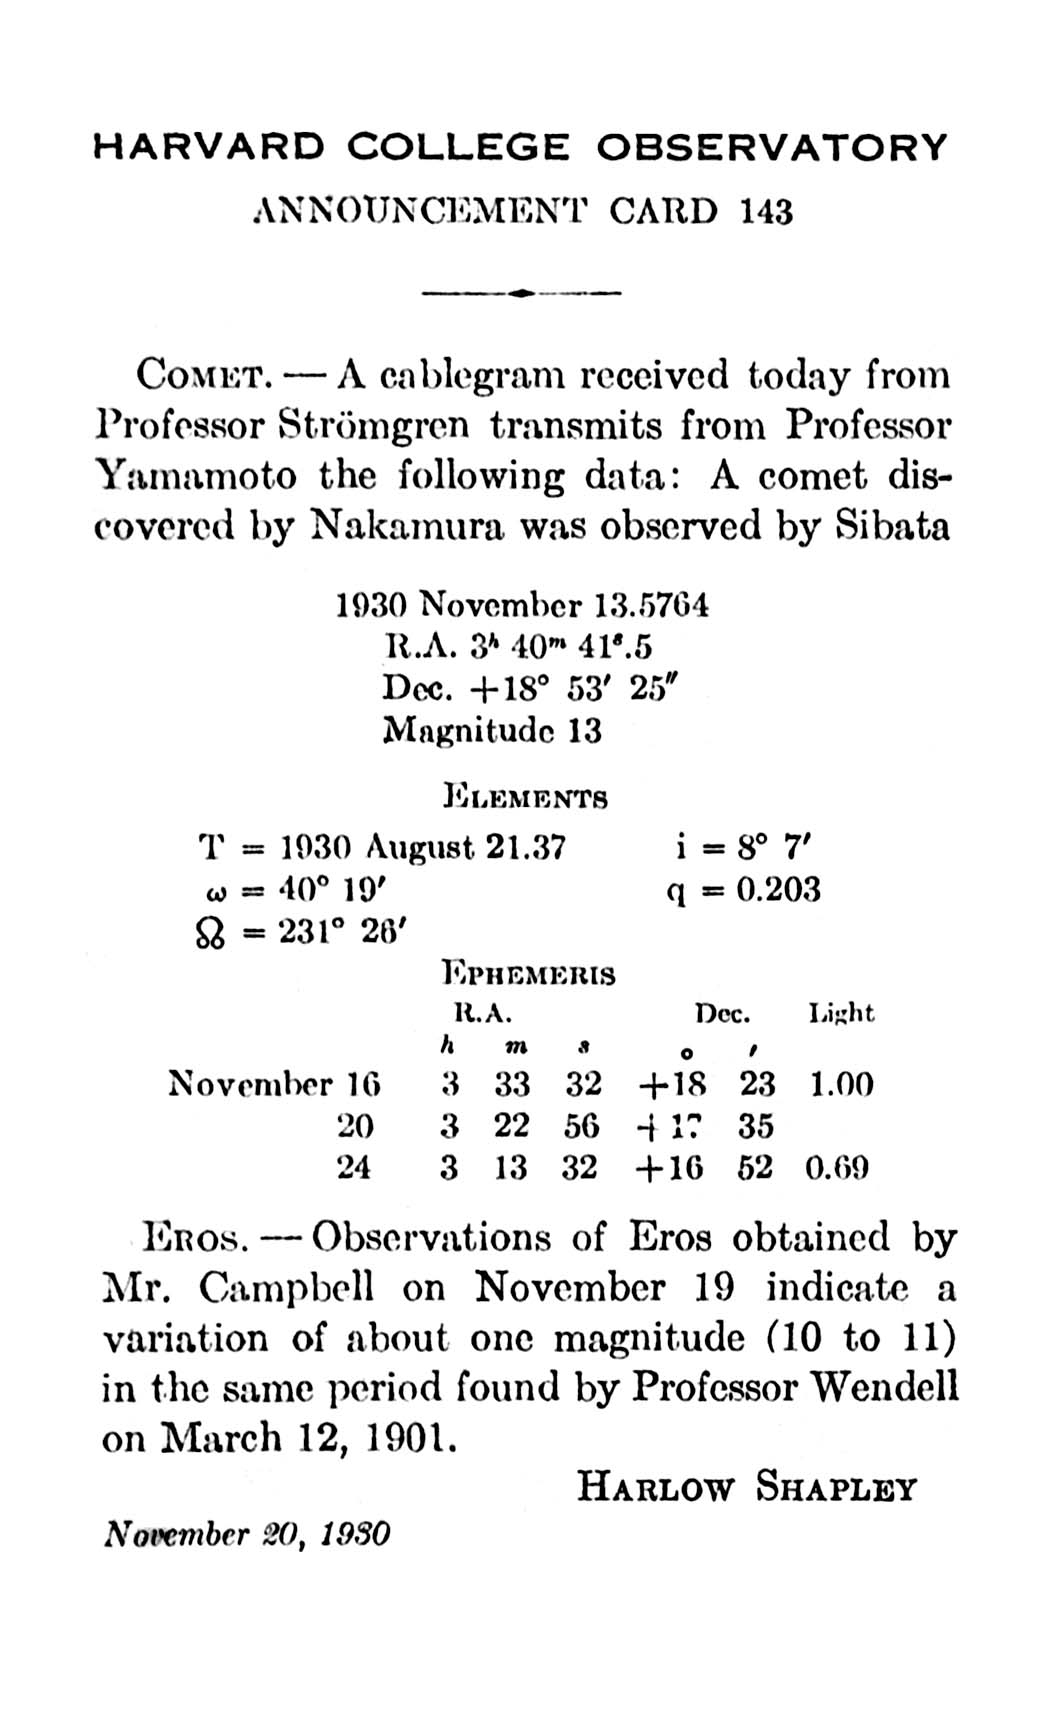 HARVARD COLLEGE OBSERVATORY
ANNOUNCEMENT CARD 143
COMET. — A cablegram received today from
Professor Strömgren transmits from Professor
Yamamoto the following data: A comet dis-
covered by Nakamura was observed by Sibata
1930 November 13.5764
R.A. 3ʰ 40ᵐ 41ˢ.5
Dec. +18° 53′ 25″
Magnitude 13
ELEMENTS
T = 1930 August 21.37 i = 8° 7′
ω = 40° 19′ q = 0.203
☊ = 231° 26′
EPHEMERIS
R.A. Dec. Light
h m s ° ′
November 16 3 33 32 +18 23 1.00
20 3 22 56 +17 35
24 3 13 32 +16 52 0.69
EROS. — Observations of Eros obtained by
Mr. Campbell on November 19 indicate a
variation of about one magnitude (10 to 11)
in the same period found by Professor Wendell
on March 12, 1901.
HARLOW SHAPLEY
November 20, 1930